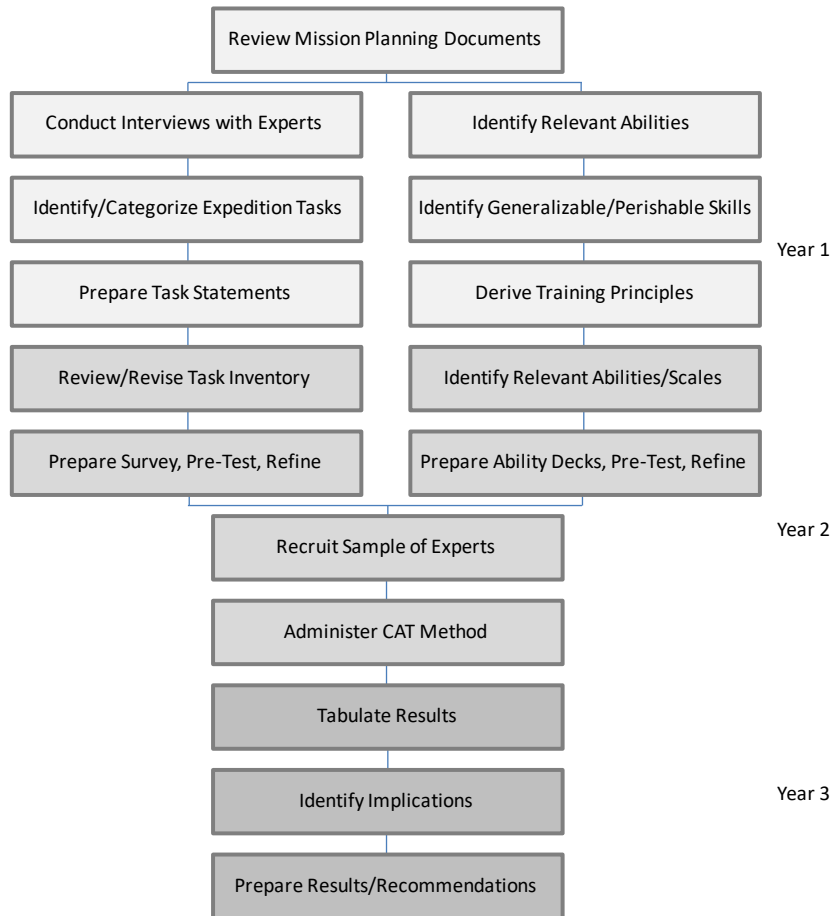 Review Mission Planning Documents
Conduct Interviews with Experts
Identify Relevant Abilities
Identify/Categorize Expedition Tasks
Identify Generalizable/Perishable Skills
Year 1
Prepare Task Statements
Derive Training Principles
Review/Revise Task Inventory
Identify Relevant Abilities/Scales
Prepare Survey, Pre-Test, Refine
Prepare Ability Decks, Pre-Test, Refine
Year 2
Recruit Sample of Experts
Administer CAT Method
Tabulate Results
Identify Implications
Year 3
Prepare Results/Recommendations